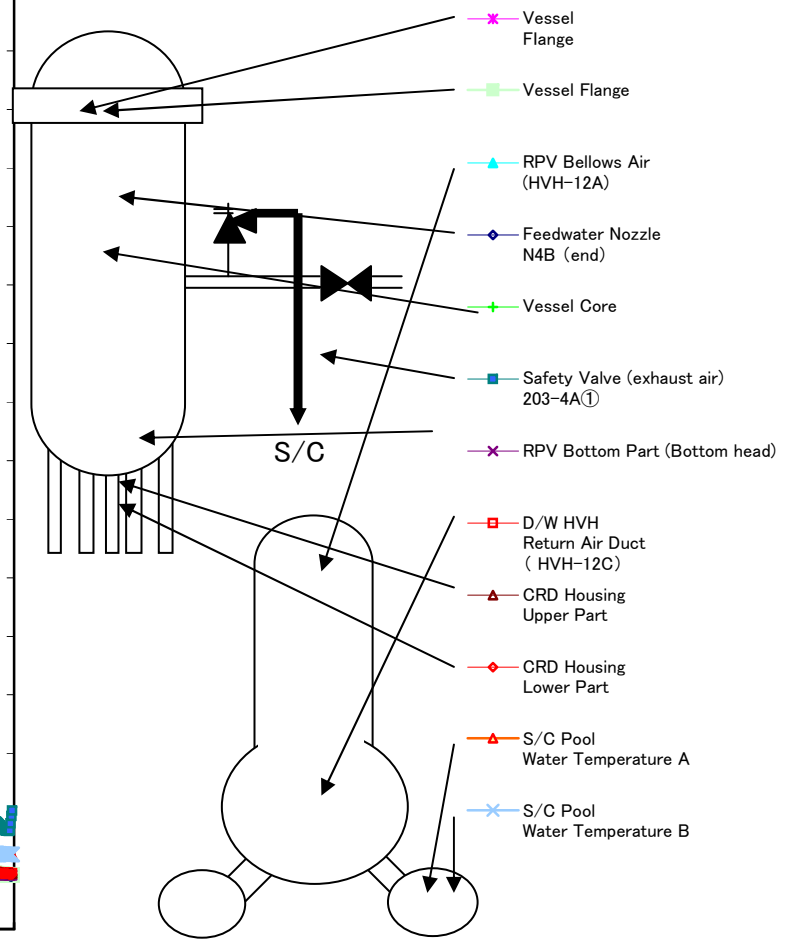 Vessel
Flange
Vessel Flange
RPV Bellows Air
(HVH-12A)
Feedwater Nozzle
N4B (end)
Vessel Core
Safety Valve (exhaust air)
203-4A①
S/C
RPV Bottom Part (Bottom head)
D/W HVH
Return Air Duct
( HVH-12C)
CRD Housing
Upper Part
CRD Housing
Lower Part
S/C Pool
Water Temperature A
S/C Pool
Water Temperature B